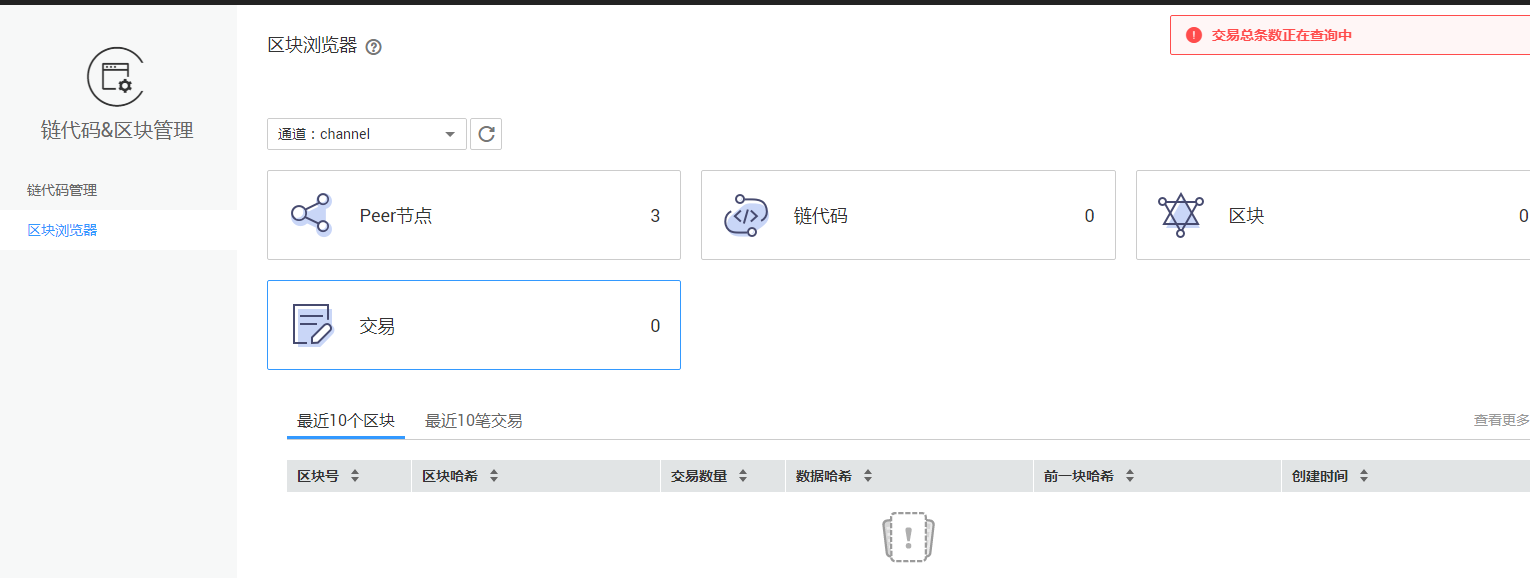 区块浏览器
交易总条数正在查询中
链代码&区块管理
链代码管理
区块浏览器
通道：channel
Peer节点 3
链代码 0
区块 0
交易 0
最近10个区块 最近10笔交易 查看更多
区块号 区块哈希 交易数量 数据哈希 前一块哈希 创建时间